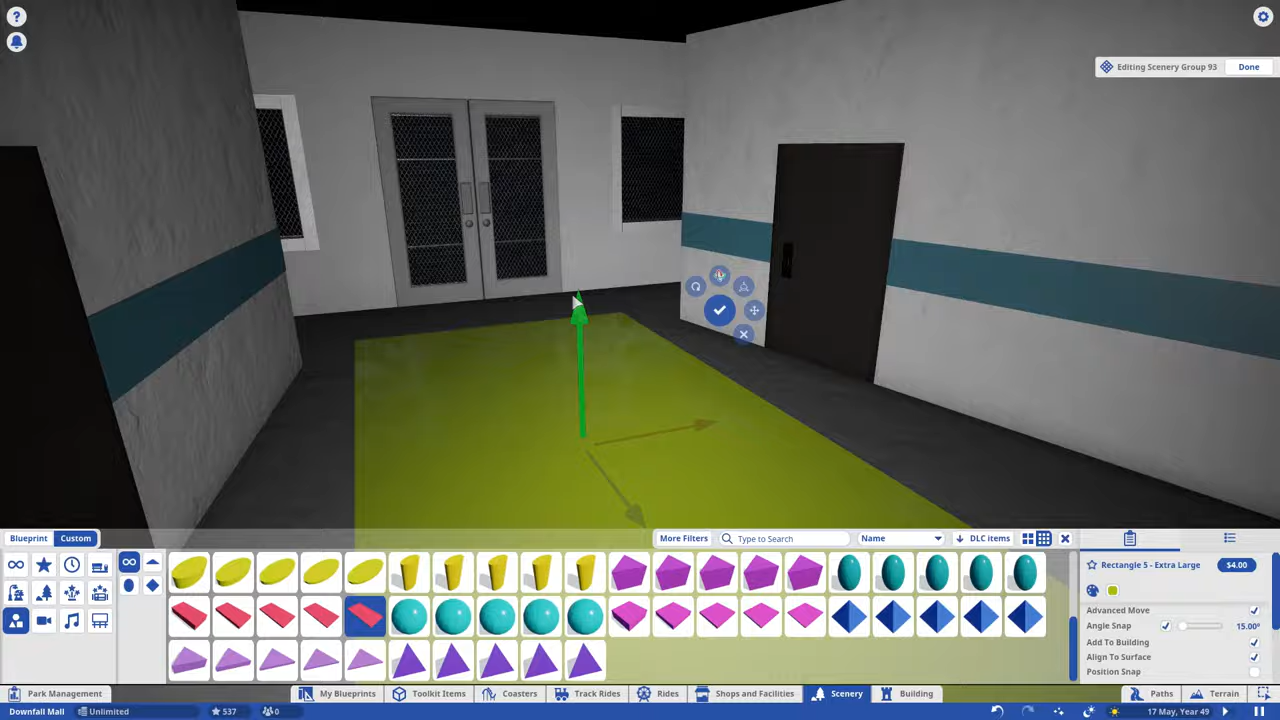 ?
Editing Scenery Group 93
Done
Blueprint
Custom
More Filters
Type to Search
Name
DLC items
Rectangle 5 - Extra Large
$4.00
Advanced Move
Angle Snap
15.00°
Add To Building
Align To Surface
Position Snap
Park Management
My Blueprints
Toolkit Items
Coasters
Track Rides
Rides
Shops and Facilities
Scenery
Building
Paths
Terrain
Downfall Mall
Unlimited
537
0
17 May, Year 49